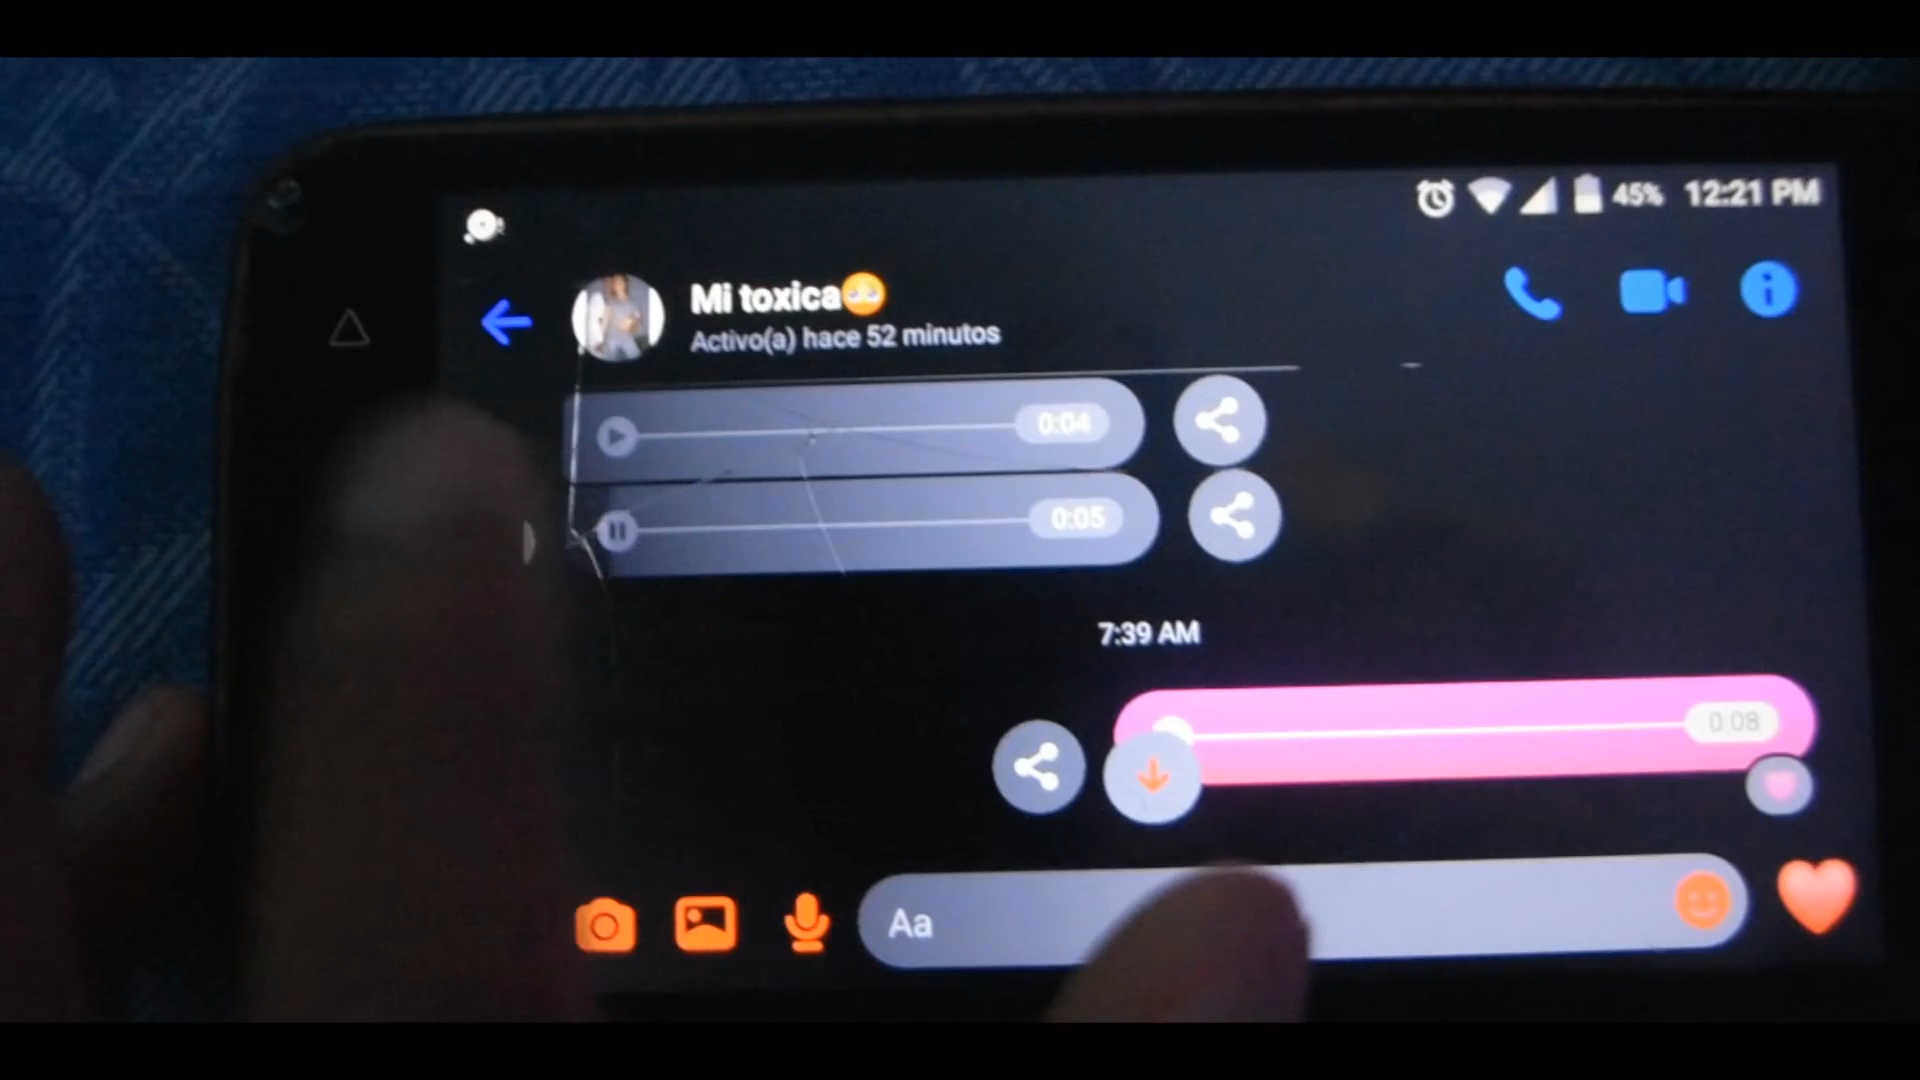 45% 12:21 PM
Mi toxica🥺
Activo(a) hace 52 minutos
0:04
0:05
7:39 AM
0:08
Aa